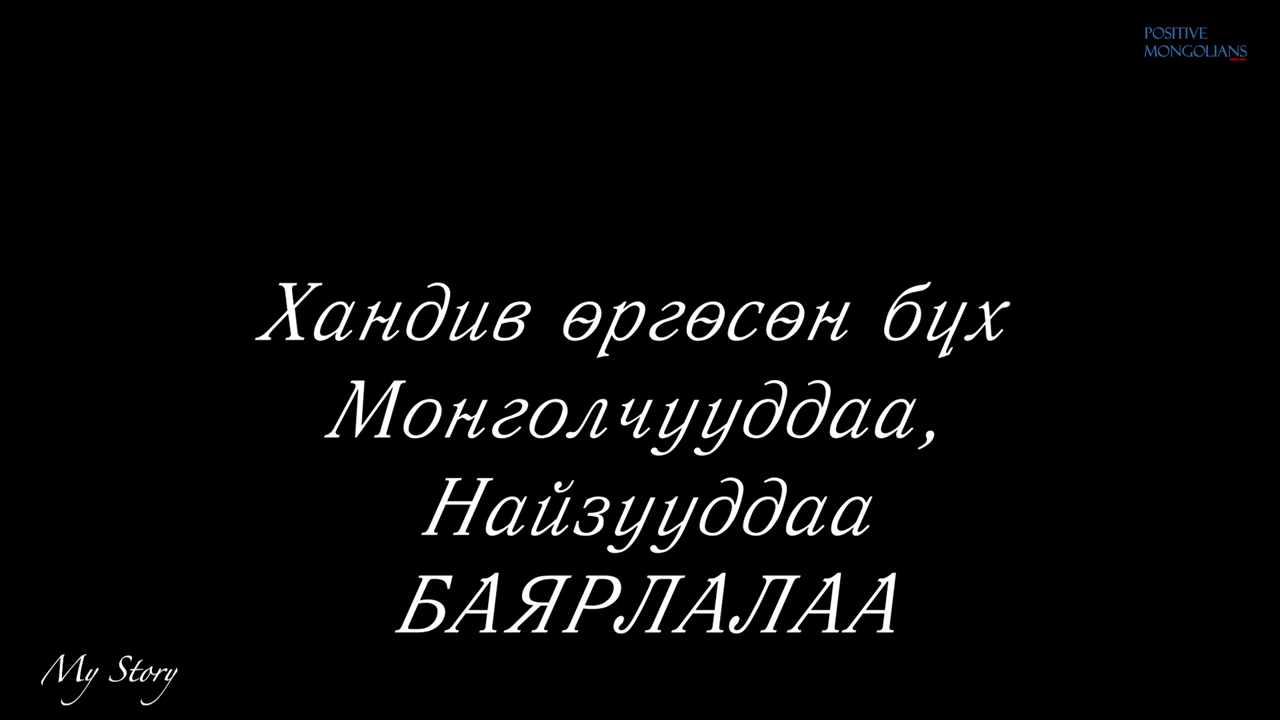 POSITIVE
MONGOLIANS
Хандив өргөсөн бүх
Монголчууддаа,
Найзууддаа
БАЯРЛАЛАА
My Story